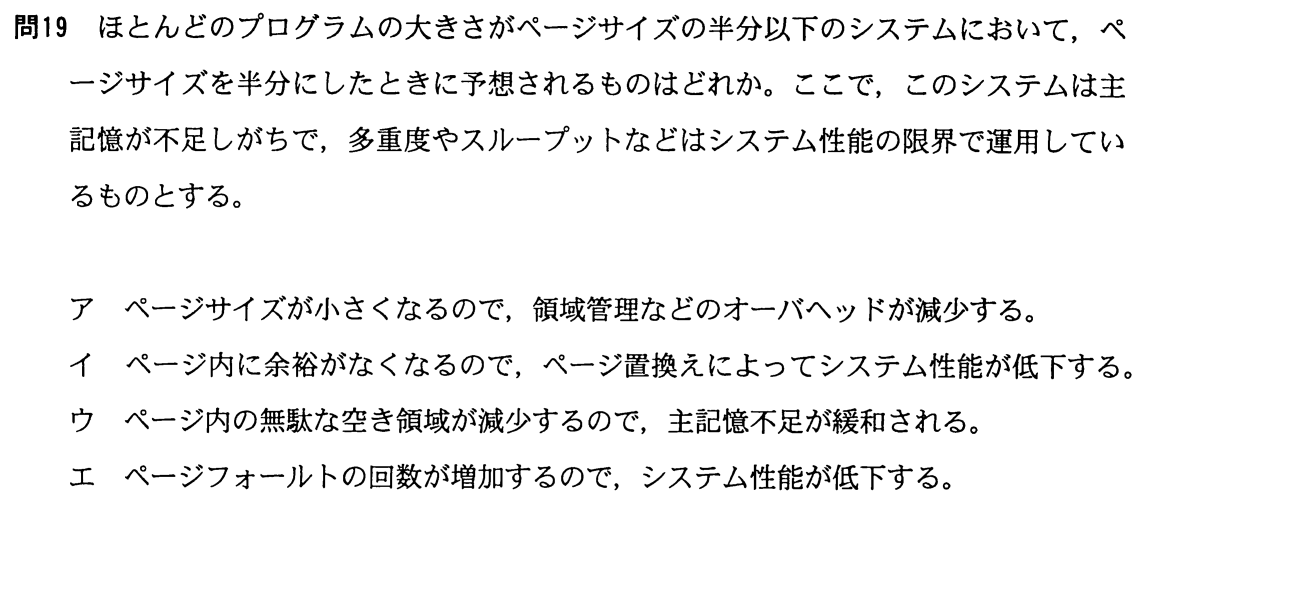 問19　ほとんどのプログラムの大きさがページサイズの半分以下のシステムにおいて，ペ
ージサイズを半分にしたときに予想されるものはどれか。ここで，このシステムは主
記憶が不足しがちで，多重度やスループットなどはシステム性能の限界で運用してい
るものとする。
ア　ページサイズが小さくなるので，領域管理などのオーバヘッドが減少する。
イ　ページ内に余裕がなくなるので，ページ置換えによってシステム性能が低下する。
ウ　ページ内の無駄な空き領域が減少するので，主記憶不足が緩和される。
エ　ページフォールトの回数が増加するので，システム性能が低下する。